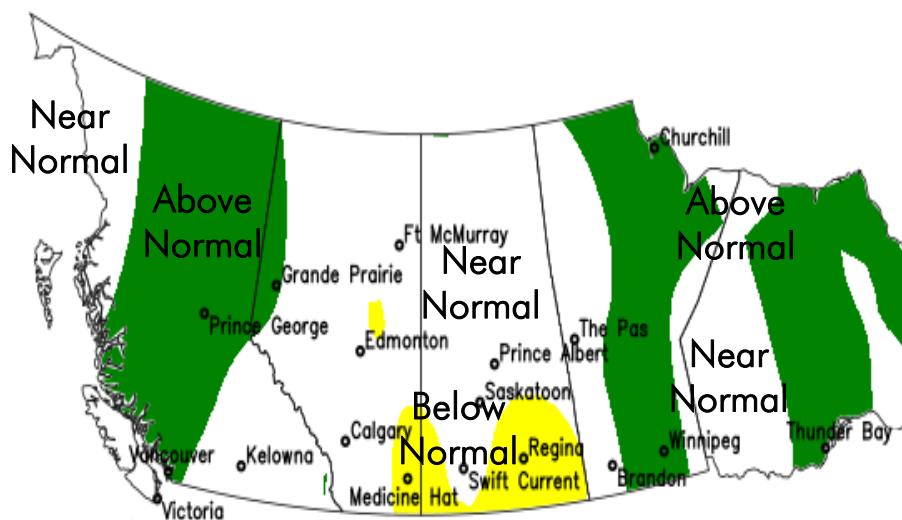 Near
Normal
Churchill
Above
Normal
Above
Normal
Ft McMurray
Near
Normal
Grande Prairie
Prince George
The Pas
Edmonton
Prince Albert
Near
Normal
Saskatoon
Below
Normal
Calgary
Thunder Bay
Winnipeg
Vancouver
Kelowna
Regina
Swift Current
Brandon
Medicine Hat
Victoria